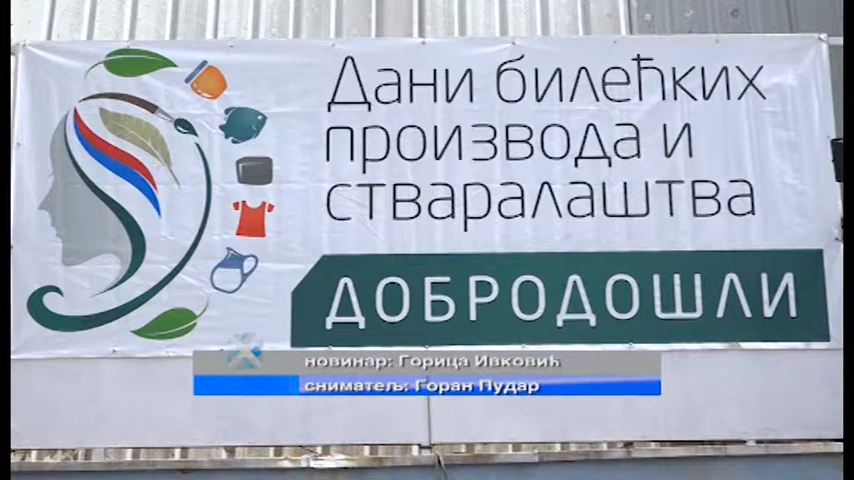 Дани билећких
производа и
стваралаштва
ДОБРОДОШЛИ
новинар: Горица Ивковић
сниматељ: Горан Пудар